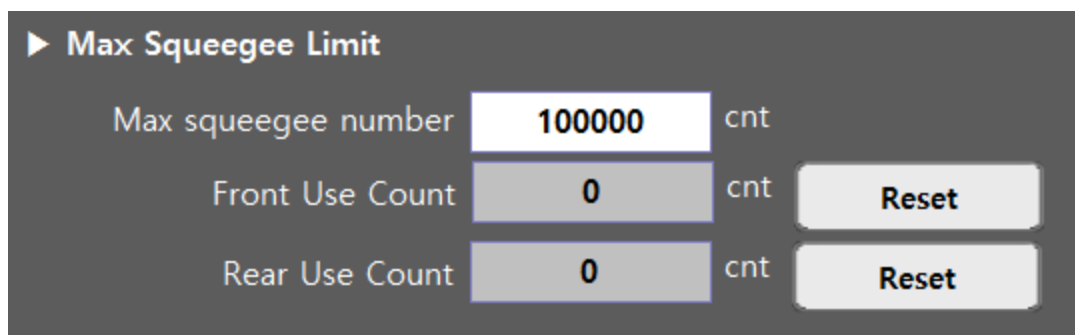 ▶ Max Squeegee Limit
Max squeegee number 100000 cnt
Front Use Count 0 cnt Reset
Rear Use Count 0 cnt Reset